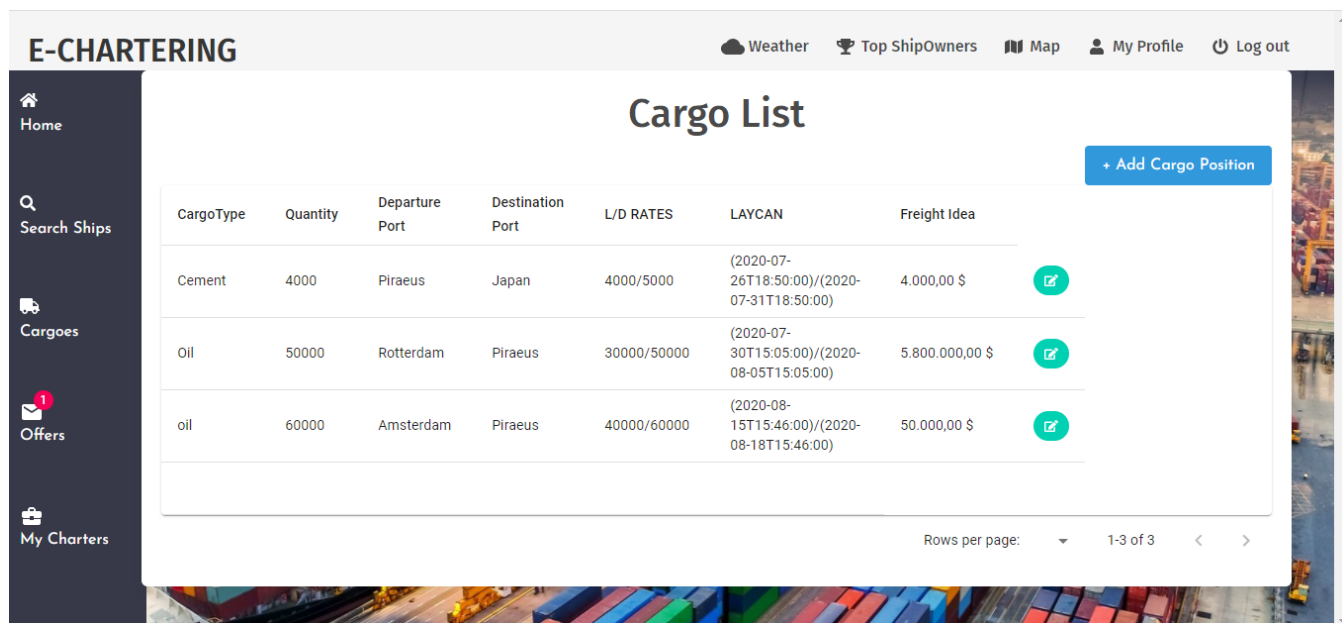 E-CHARTERING
Weather
Top ShipOwners
Map
My Profile
Log out
Home
Search Ships
Cargoes
1
Offers
My Charters
Cargo List
+ Add Cargo Position
CargoType
Quantity
Departure
Port
Destination
Port
L/D RATES
LAYCAN
Freight Idea
Cement
4000
Piraeus
Japan
4000/5000
(2020-07-
26T18:50:00)/(2020-
07-31T18:50:00)
4.000,00 $
Oil
50000
Rotterdam
Piraeus
30000/50000
(2020-07-
30T15:05:00)/(2020-
08-05T15:05:00)
5.800.000,00 $
oil
60000
Amsterdam
Piraeus
40000/60000
(2020-08-
15T15:46:00)/(2020-
08-18T15:46:00)
50.000,00 $
Rows per page:
1-3 of 3